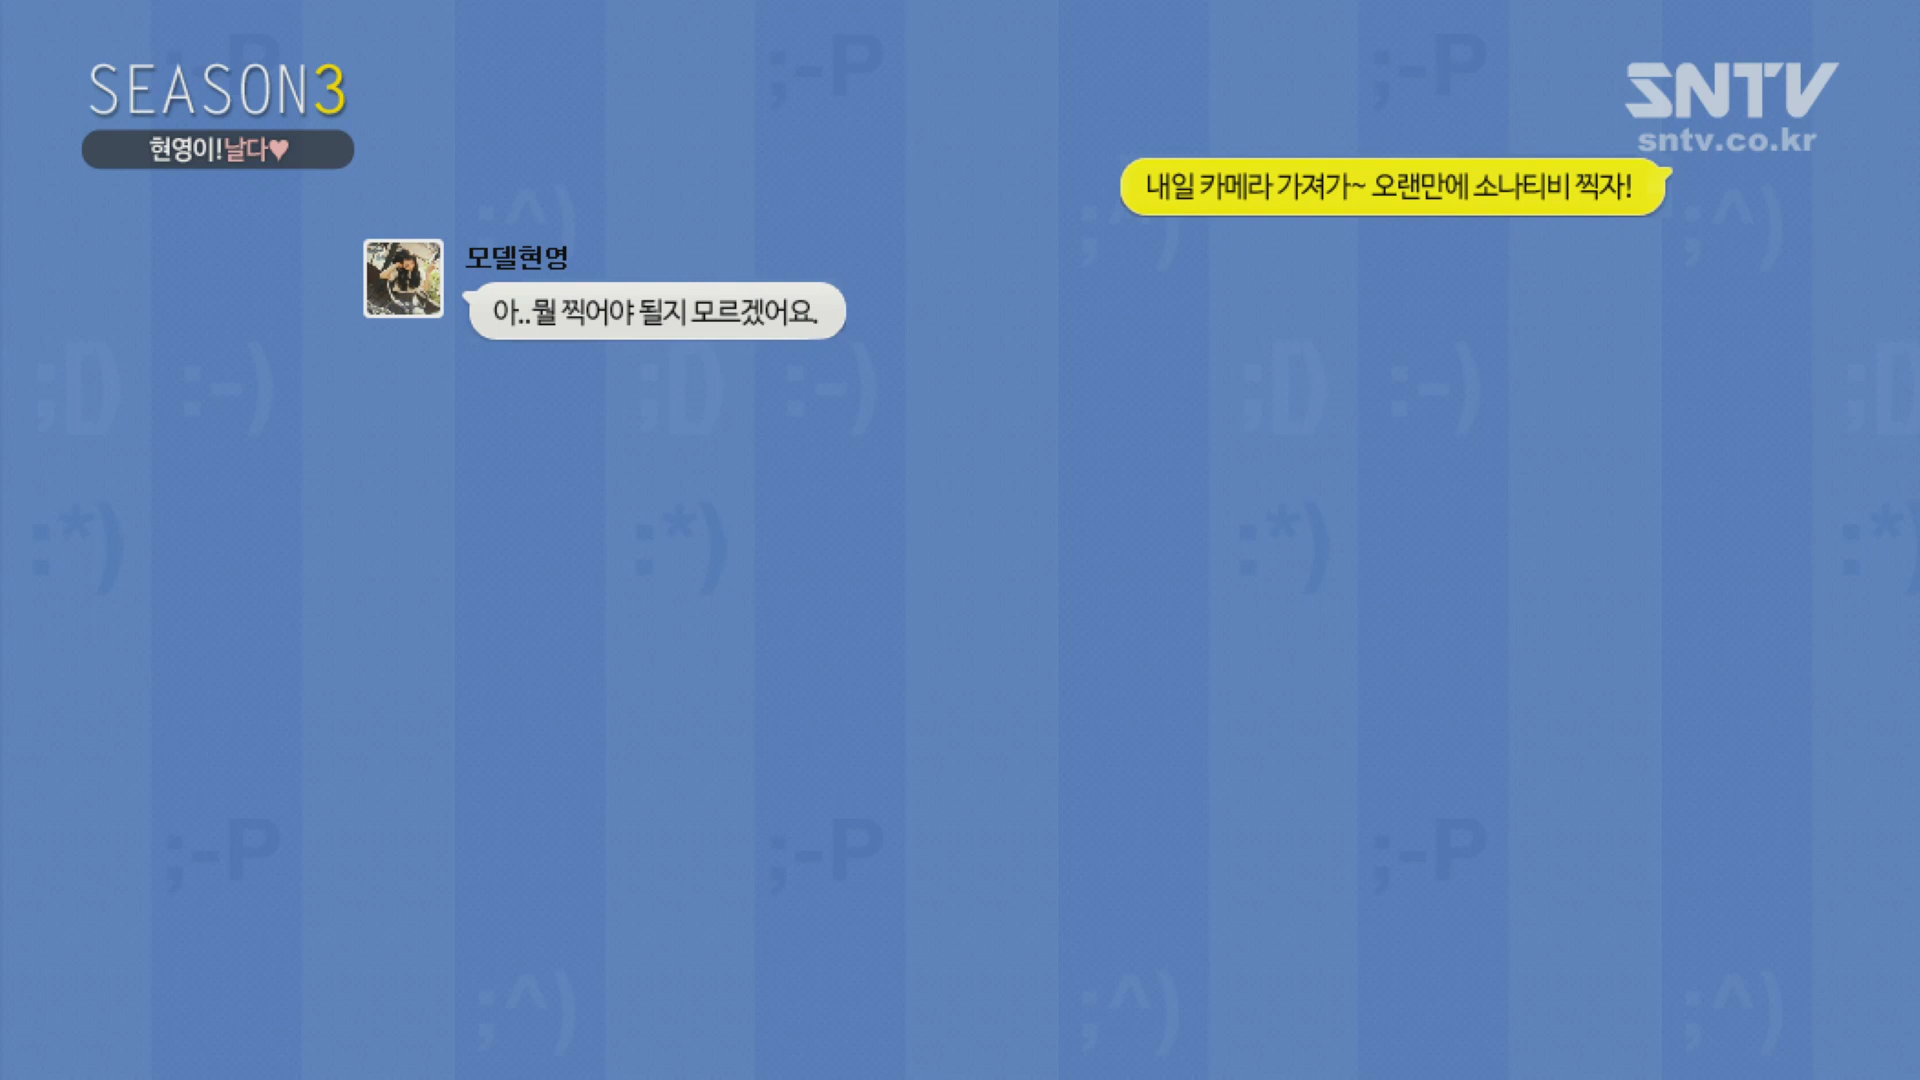 SEASON3
현영이!날다♥
SNTV
sntv.co.kr
내일 카메라 가져가~ 오랜만에 소나티비 찍자!
모델현영
아..뭘 찍어야 될지 모르겠어요.
;-P ;-P ;-P
;^) ;^) ;^)
;D :-) ;D :-) ;D :-) ;D
:*) :*) :*) :*)
;-P ;-P ;-P
;^) ;^) ;^)